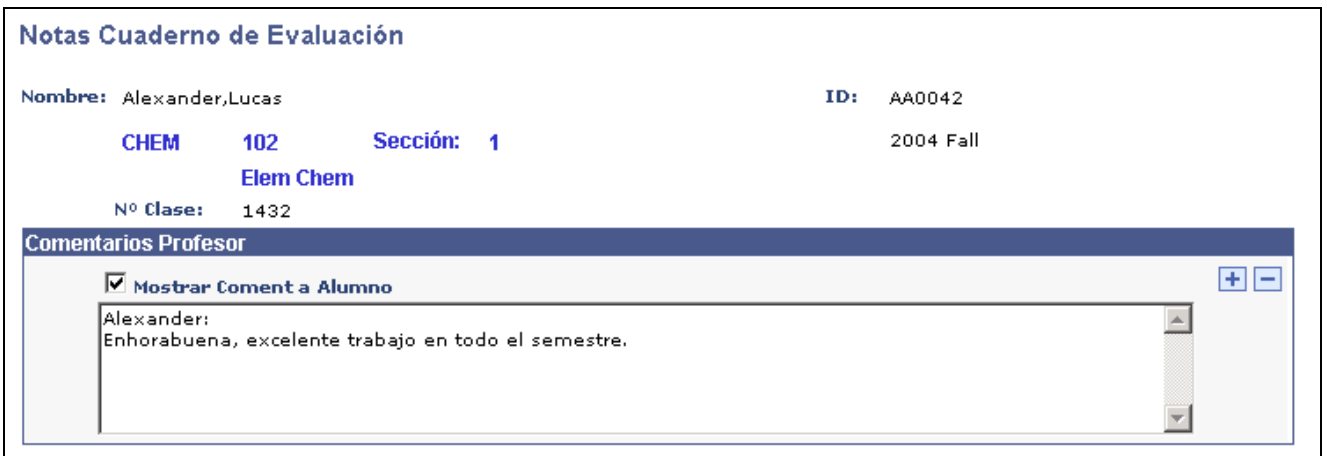 Notas Cuaderno de Evaluación
Nombre: Alexander,Lucas ID: AA0042
CHEM 102 Sección: 1 2004 Fall
Elem Chem
Nº Clase: 1432
Comentarios Profesor
Mostrar Coment a Alumno
Alexander:
Enhorabuena, excelente trabajo en todo el semestre.